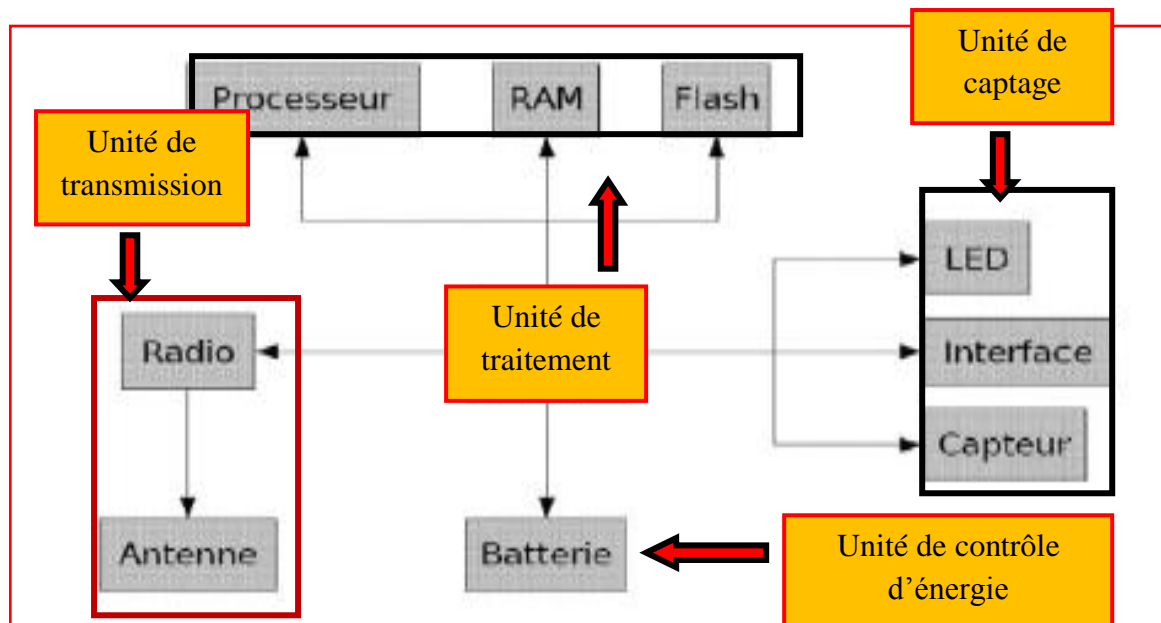 Unité de
captage
Processeur
RAM
Flash
Unité de
transmission
LED
Unité de
traitement
Radio
Interface
Capteur
Antenne
Batterie
Unité de contrôle
d’énergie